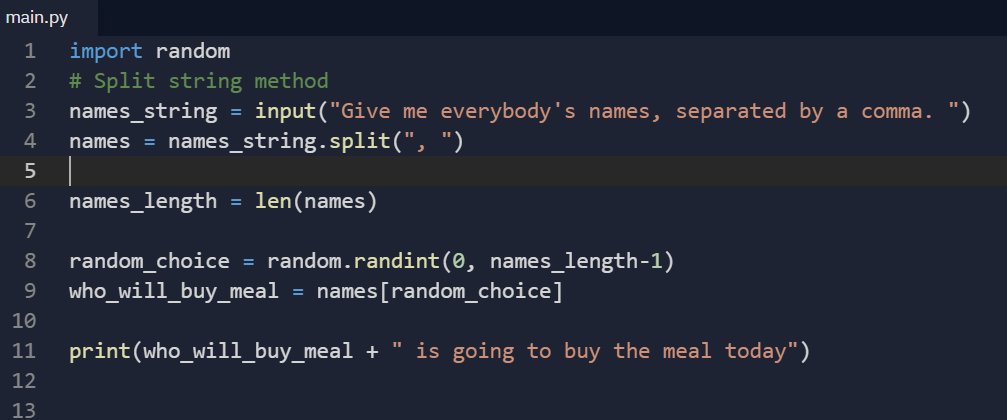 main.py
1 import random
2 # Split string method
3 names_string = input("Give me everybody's names, separated by a comma. ")
4 names = names_string.split(", ")
5
6 names_length = len(names)
7
8 random_choice = random.randint(0, names_length-1)
9 who_will_buy_meal = names[random_choice]
10
11 print(who_will_buy_meal + " is going to buy the meal today")
12
13